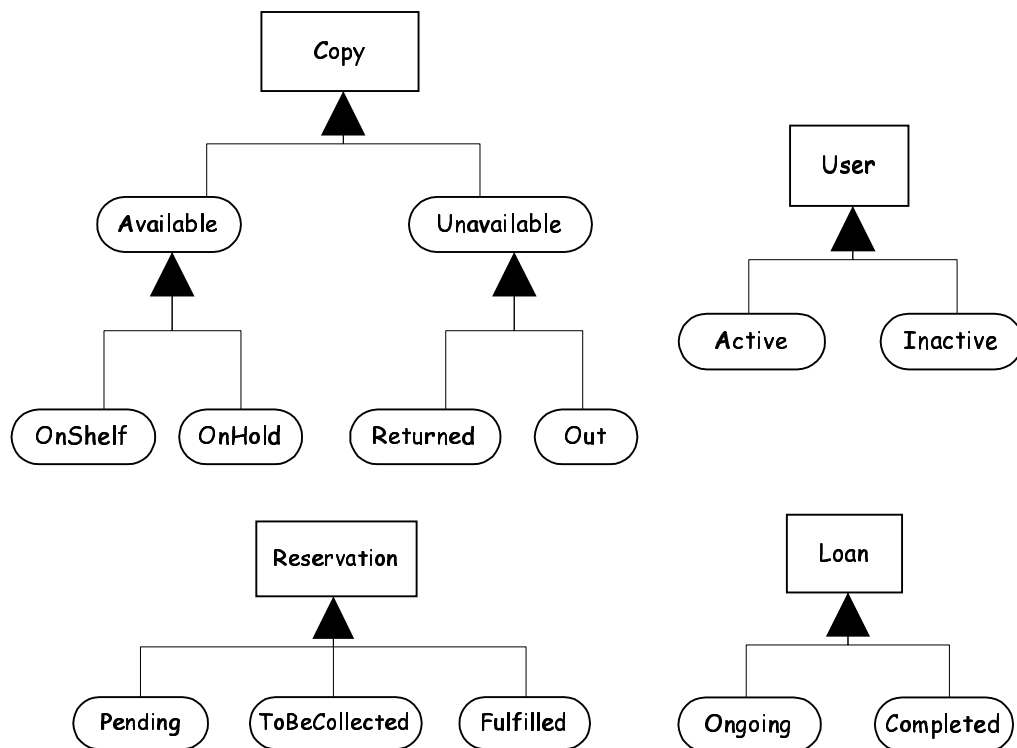 Copy
User
Available
Unavailable
Active
Inactive
OnShelf
OnHold
Returned
Out
Reservation
Loan
Pending
ToBeCollected
Fulfilled
Ongoing
Completed